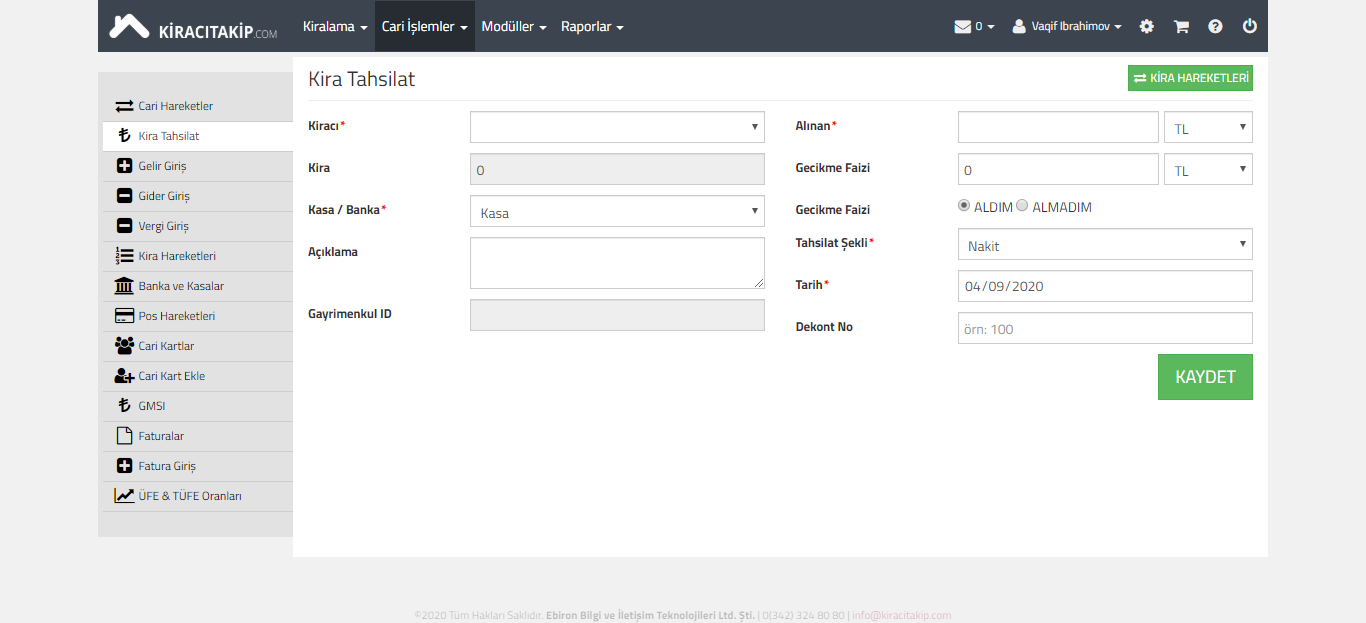 KİRACITAKİP.COM Kiralama Cari İşlemler Modüller Raporlar 0 Vaqif Ibrahimov
Cari Hareketler
Kira Tahsilat
Gelir Giriş
Gider Giriş
Vergi Giriş
Kira Hareketleri
Banka ve Kasalar
Pos Hareketleri
Cari Kartlar
Cari Kart Ekle
GMSI
Faturalar
Fatura Giriş
ÜFE & TÜFE Oranları
Kira Tahsilat
KİRA HAREKETLERİ
Kiracı*
Kira 0
Kasa / Banka* Kasa
Açıklama
Gayrimenkul ID
Alınan* TL
Gecikme Faizi 0 TL
Gecikme Faizi ALDIM ALMADIM
Tahsilat Şekli* Nakit
Tarih* 04/09/2020
Dekont No örn: 100
KAYDET
©2020 Tüm Hakları Saklıdır. Ebiron Bilgi ve İletişim Teknolojileri Ltd. Şti. | 0(342) 324 80 80 | info@kiracitakip.com